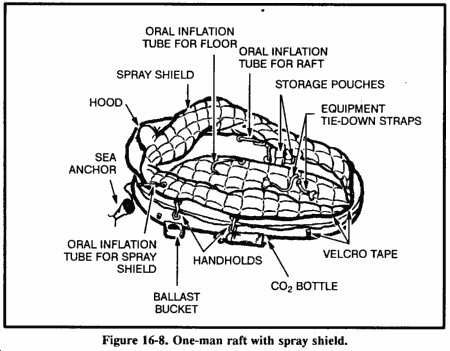 ORAL INFLATION
TUBE FOR FLOOR
ORAL INFLATION
TUBE FOR RAFT
SPRAY SHIELD
STORAGE POUCHES
HOOD
EQUIPMENT
TIE-DOWN STRAPS
SEA
ANCHOR
ORAL INFLATION
TUBE FOR SPRAY
SHIELD
HANDHOLDS
VELCRO TAPE
BALLAST
BUCKET
CO₂ BOTTLE
Figure 16-8. One-man raft with spray shield.